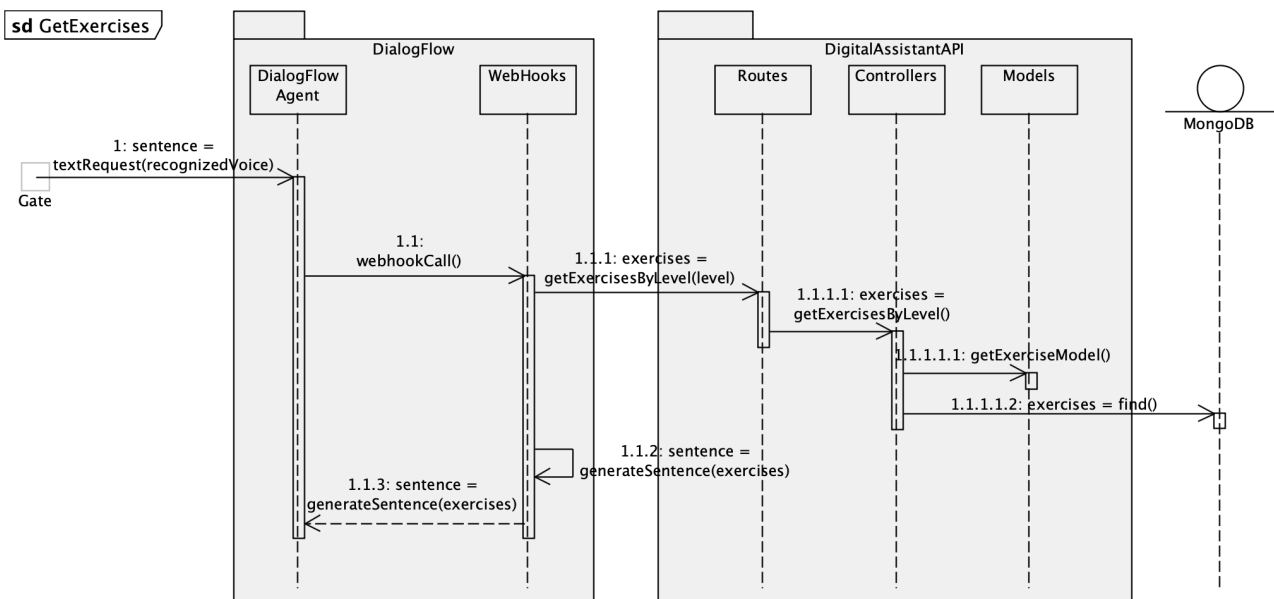 sd GetExercises
DialogFlow
DigitalAssistantAPI
DialogFlow
Agent
WebHooks
Routes
Controllers
Models
MongoDB
1: sentence =
textRequest(recognizedVoice)
Gate
1.1:
webhookCall()
1.1.1: exercises =
getExercisesByLevel(level)
1.1.1.1: exercises =
getExercisesByLevel()
1.1.1.1.1: getExerciseModel()
1.1.1.1.2: exercises = find()
1.1.2: sentence =
generateSentence(exercises)
1.1.3: sentence =
generateSentence(exercises)